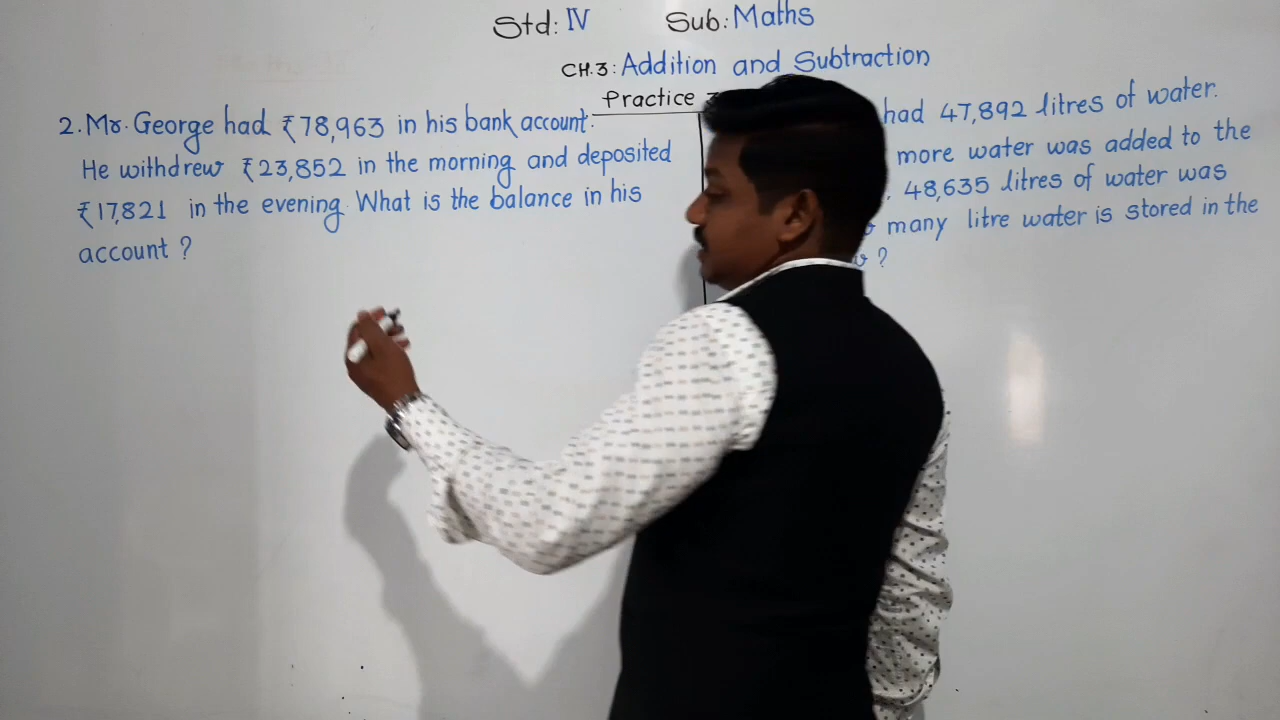 Std: IV Sub: Maths
CH.3: Addition and Subtraction
Practice
2. Mr. George had ₹78,963 in his bank account.
He withdrew ₹23,852 in the morning and deposited
₹17,821 in the evening. What is the balance in his
account ?
had 47,892 litres of water.
more water was added to the
. 48,635 litres of water was
many litre water is stored in the
?